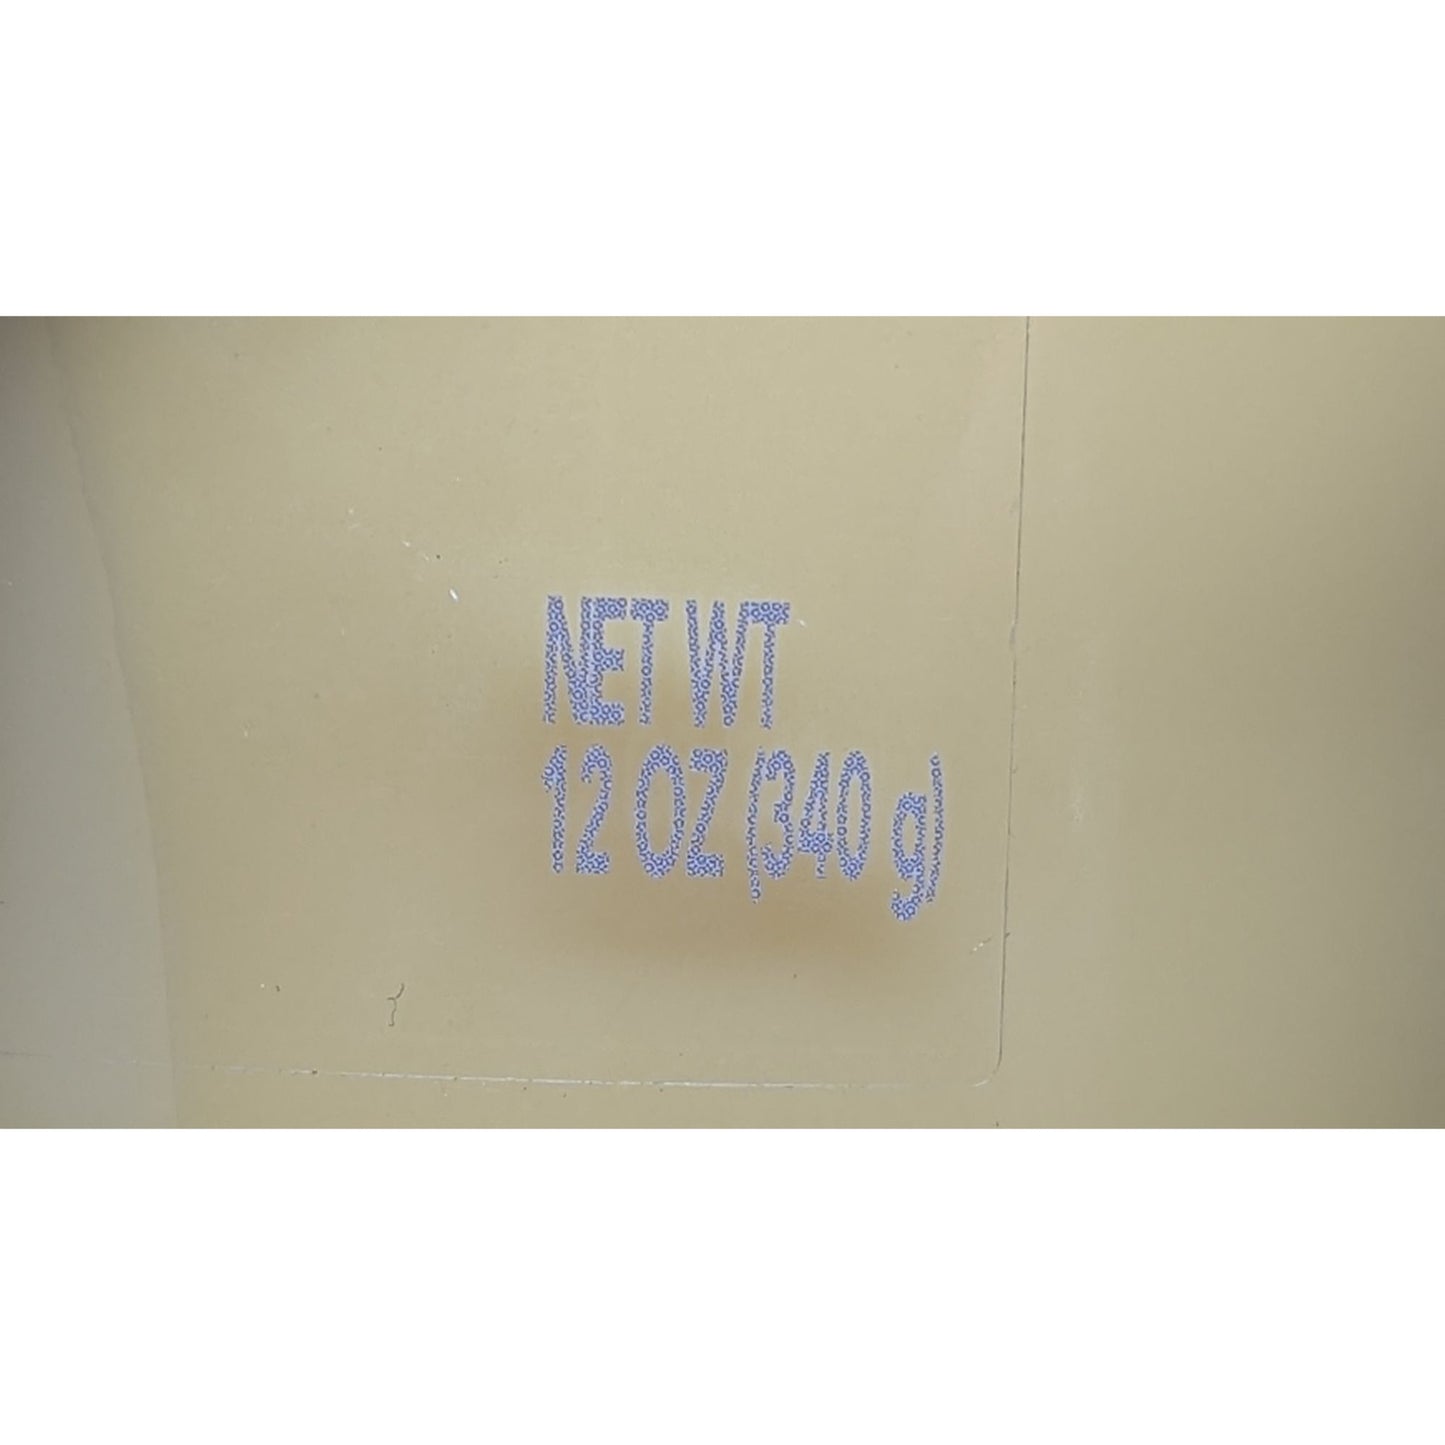 NET WT
12 OZ (340 g)